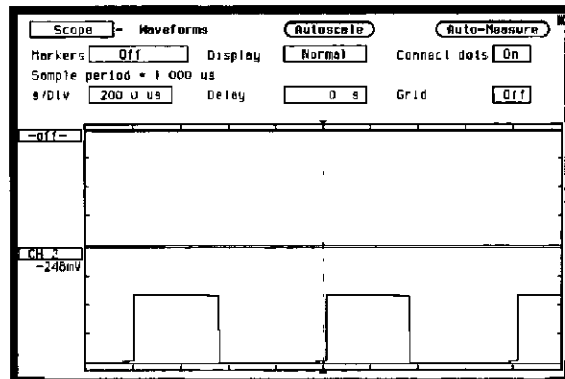 Scope - Waveforms Autoscale Auto-Measure
Markers Off Display Normal Connect dots On
Sample period = 1 000 us
s/Div 200 0 us Delay 0 s Grid Off
-off-
CH 2
-248mV